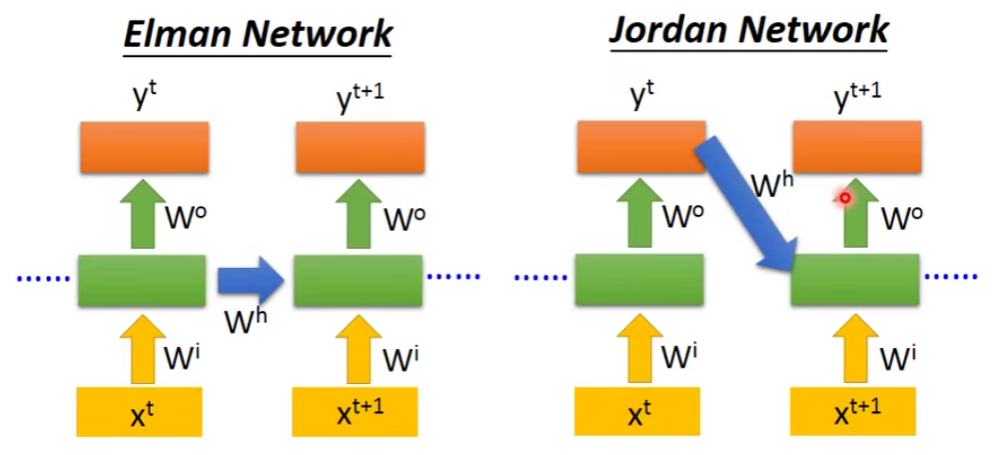 Elman Network
y^t
y^{t+1}
W^o
W^o
W^h
W^i
W^i
x^t
x^{t+1}
Jordan Network
y^t
y^{t+1}
W^h
W^o
W^o
W^i
W^i
x^t
x^{t+1}